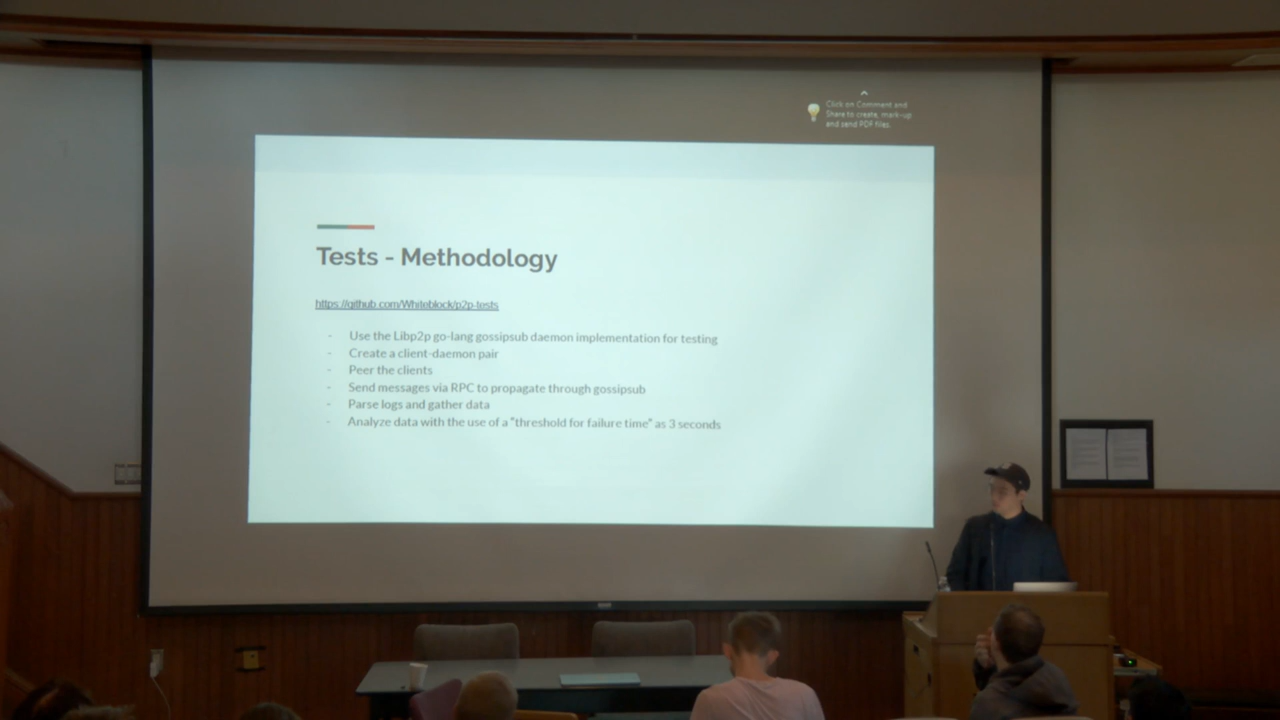 Click on Comment and
Share to create, mark-up
and send PDF files.
Tests - Methodology
https://github.com/Whiteblock/p2p-tests
- Use the Libp2p go-lang gossipsub daemon implementation for testing
- Create a client-daemon pair
- Peer the clients
- Send messages via RPC to propagate through gossipsub
- Parse logs and gather data
- Analyze data with the use of a "threshold for failure time" as 3 seconds